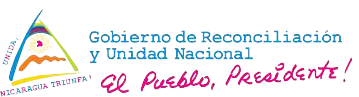 UNIDA,
NICARAGUA TRIUNFA!
Gobierno de Reconciliación
y Unidad Nacional
El Pueblo, Presidente!